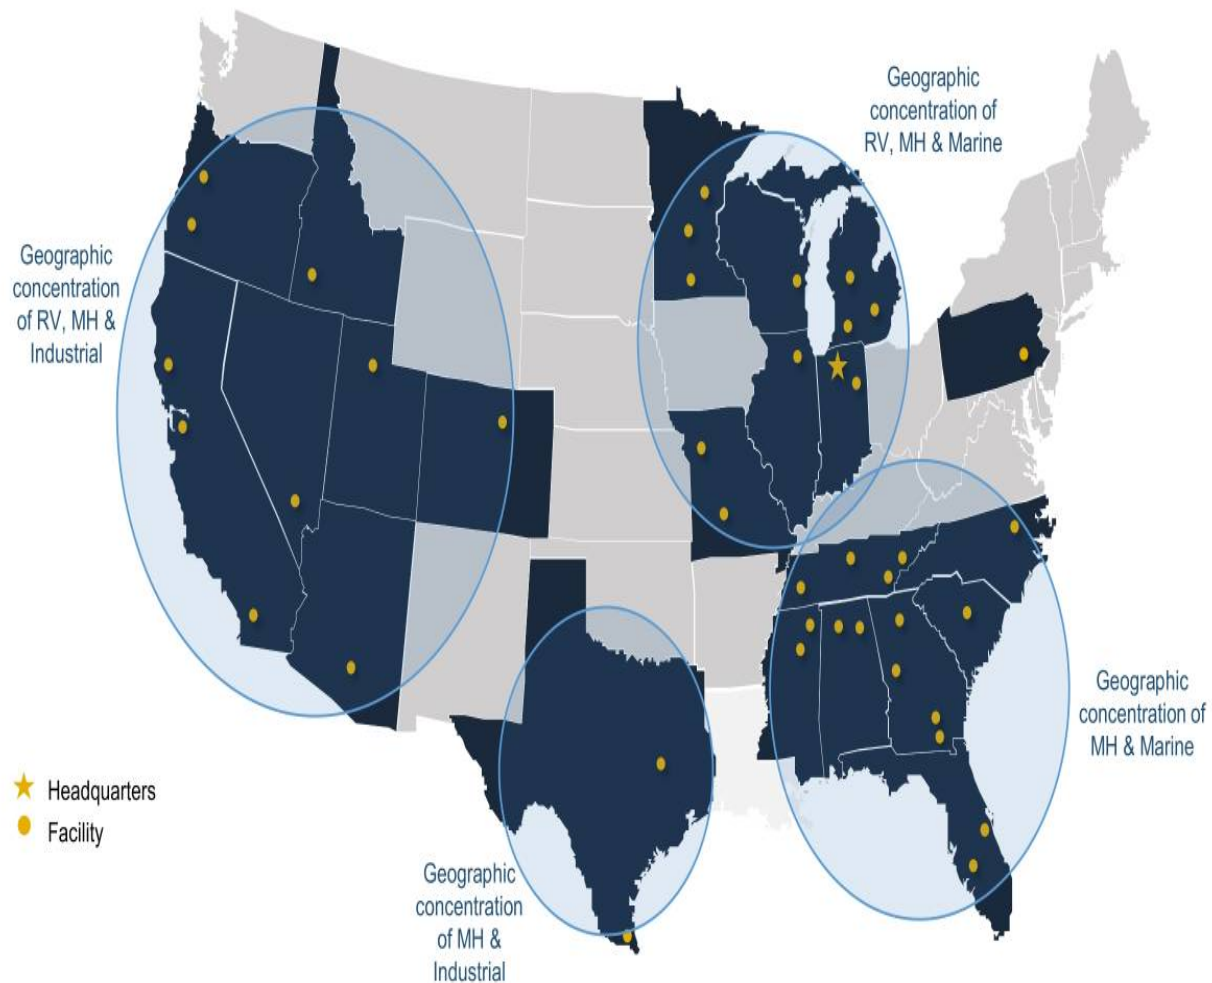 Geographic
concentration of
RV, MH & Marine
Geographic
concentration
of RV, MH &
Industrial
Geographic
concentration of
MH & Marine
Headquarters
Facility
Geographic
concentration
of MH &
Industrial